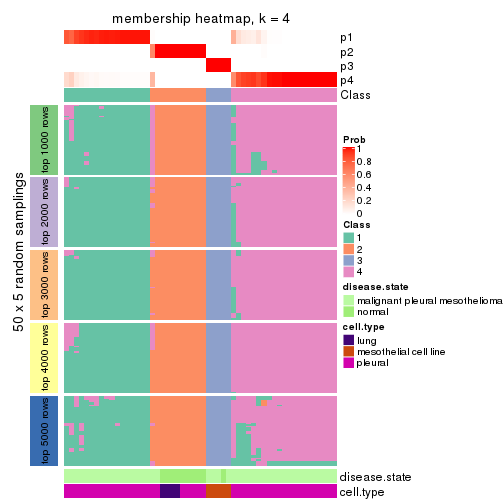 membership heatmap, k = 4
p1
p2
p3
p4
Class
50 x 5 random samplings
top 1000 rows
top 2000 rows
top 3000 rows
top 4000 rows
top 5000 rows
disease.state
cell.type
Prob
1
0.8
0.6
0.4
0.2
0
Class
1
2
3
4
disease.state
malignant pleural mesothelioma
normal
cell.type
lung
mesothelial cell line
pleural